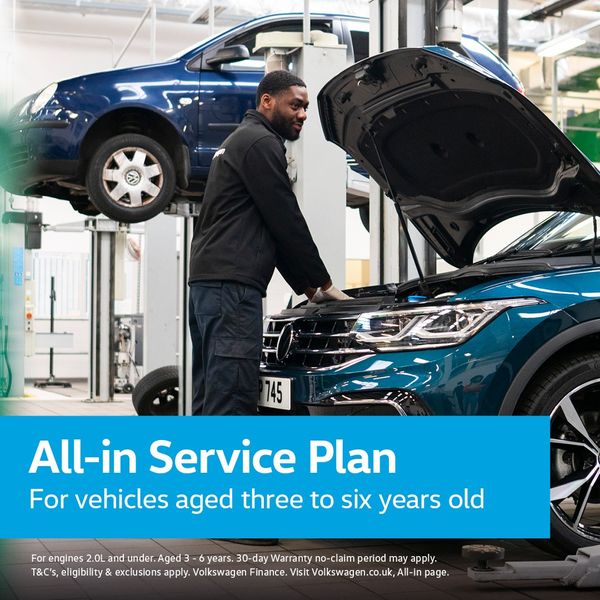 P 745
All-in Service Plan
For vehicles aged three to six years old
For engines 2.0L and under. Aged 3 - 6 years. 30-day Warranty no-claim period may apply.
T&C's, eligibility & exclusions apply. Volkswagen Finance. Visit Volkswagen.co.uk, All-in page.